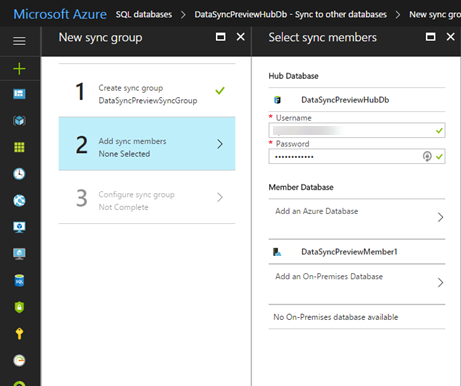 Microsoft Azure SQL databases > DataSyncPreviewHubDb - Sync to other databases > New sync gro
New sync group
1 Create sync group
DataSyncPreviewSyncGroup
2 Add sync members
None Selected
3 Configure sync group
Not Complete
Select sync members
Hub Database
DataSyncPreviewHubDb
* Username
* Password
••••••••••••
Member Database
Add an Azure Database
DataSyncPreviewMember1
Add an On-Premises Database
No On-Premises database available